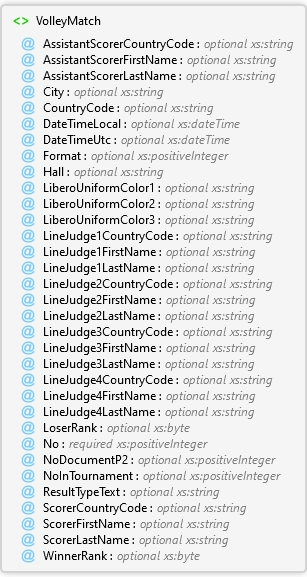 <> VolleyMatch
@ AssistantScorerCountryCode : optional xs:string
@ AssistantScorerFirstName : optional xs:string
@ AssistantScorerLastName : optional xs:string
@ City : optional xs:string
@ CountryCode : optional xs:string
@ DateTimeLocal : optional xs:dateTime
@ DateTimeUtc : optional xs:dateTime
@ Format : optional xs:positiveInteger
@ Hall : optional xs:string
@ LiberoUniformColor1 : optional xs:string
@ LiberoUniformColor2 : optional xs:string
@ LiberoUniformColor3 : optional xs:string
@ LineJudge1CountryCode : optional xs:string
@ LineJudge1FirstName : optional xs:string
@ LineJudge1LastName : optional xs:string
@ LineJudge2CountryCode : optional xs:string
@ LineJudge2FirstName : optional xs:string
@ LineJudge2LastName : optional xs:string
@ LineJudge3CountryCode : optional xs:string
@ LineJudge3FirstName : optional xs:string
@ LineJudge3LastName : optional xs:string
@ LineJudge4CountryCode : optional xs:string
@ LineJudge4FirstName : optional xs:string
@ LineJudge4LastName : optional xs:string
@ LoserRank : optional xs:byte
@ No : required xs:positiveInteger
@ NoDocumentP2 : optional xs:positiveInteger
@ NoInTournament : optional xs:positiveInteger
@ ResultTypeText : optional xs:string
@ ScorerCountryCode : optional xs:string
@ ScorerFirstName : optional xs:string
@ ScorerLastName : optional xs:string
@ WinnerRank : optional xs:byte